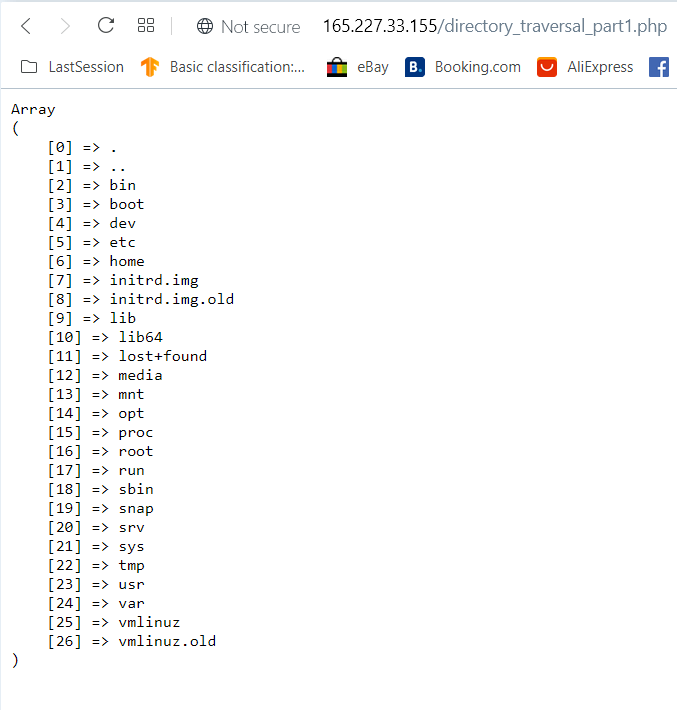 Not secure 165.227.33.155/directory_traversal_part1.php
LastSession Basic classification:... eBay B. Booking.com AliExpress f
Array
(
    [0] => .
    [1] => ..
    [2] => bin
    [3] => boot
    [4] => dev
    [5] => etc
    [6] => home
    [7] => initrd.img
    [8] => initrd.img.old
    [9] => lib
    [10] => lib64
    [11] => lost+found
    [12] => media
    [13] => mnt
    [14] => opt
    [15] => proc
    [16] => root
    [17] => run
    [18] => sbin
    [19] => snap
    [20] => srv
    [21] => sys
    [22] => tmp
    [23] => usr
    [24] => var
    [25] => vmlinuz
    [26] => vmlinuz.old
)